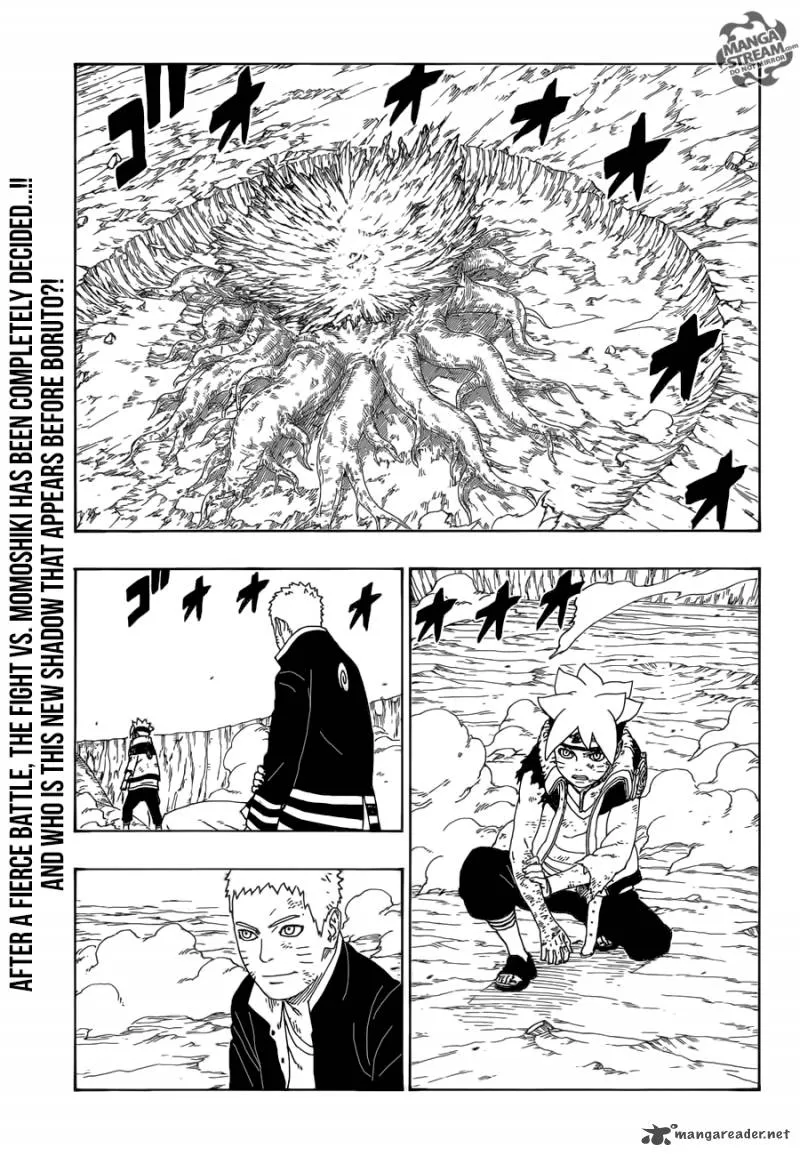 MANGA
STREAM.com
DO NOT MIRROR
AFTER A FIERCE BATTLE, THE FIGHT VS. MOMOSHIKI HAS BEEN COMPLETELY DECIDED...!!
AND WHO IS THIS NEW SHADOW THAT APPEARS BEFORE BORUTO?!
ゴオオオオオオ
ゴオオオ
オオオ
mangareader.net